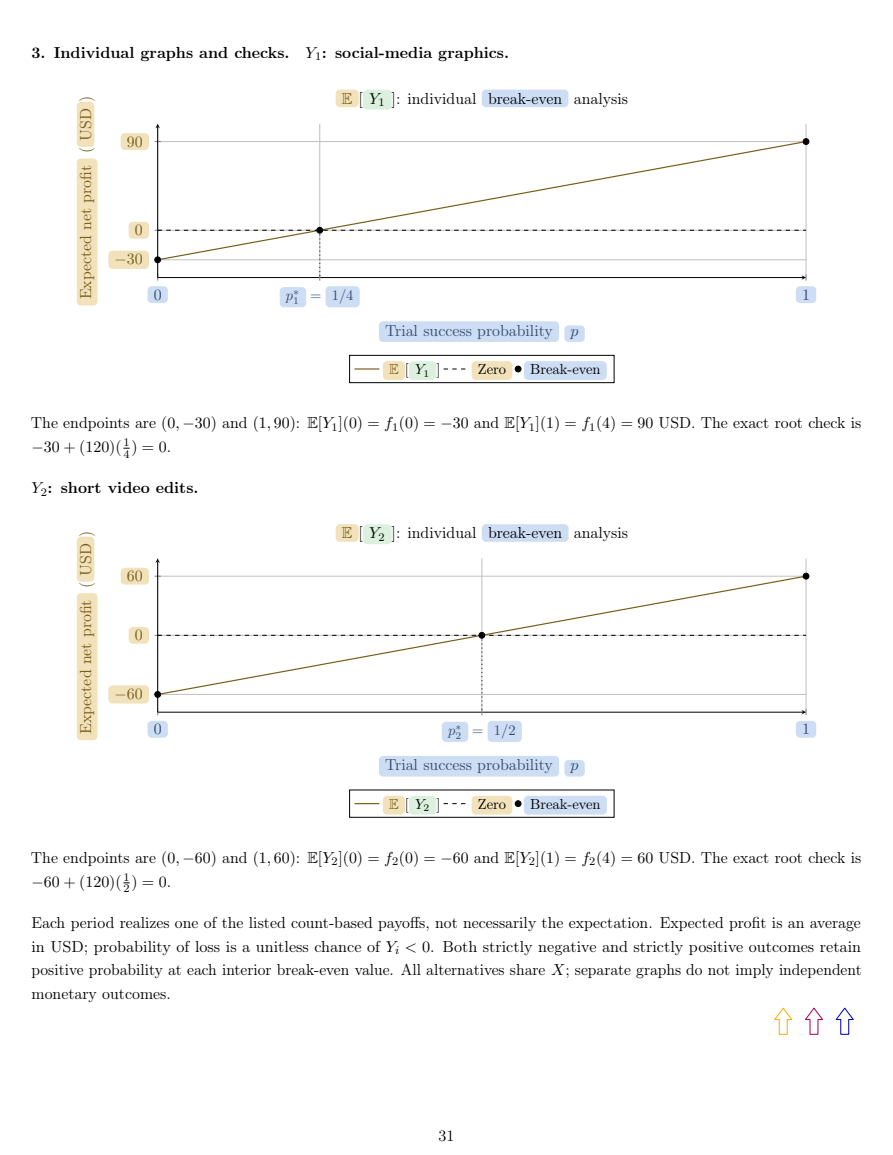 3. Individual graphs and checks. Y₁: social-media graphics.
𝔼 [ Y₁ ]: individual break-even analysis
Expected net profit ( USD )
90
0
−30
0
p₁* = 1/4
1
Trial success probability p
𝔼 [ Y₁ ] Zero Break-even
The endpoints are (0, −30) and (1, 90): 𝔼[Y₁](0) = f₁(0) = −30 and 𝔼[Y₁](1) = f₁(4) = 90 USD. The exact root check is
−30 + (120)(1/4) = 0.
Y₂: short video edits.
𝔼 [ Y₂ ]: individual break-even analysis
Expected net profit ( USD )
60
0
−60
0
p₂* = 1/2
1
Trial success probability p
𝔼 [ Y₂ ] Zero Break-even
The endpoints are (0, −60) and (1, 60): 𝔼[Y₂](0) = f₂(0) = −60 and 𝔼[Y₂](1) = f₂(4) = 60 USD. The exact root check is
−60 + (120)(1/2) = 0.
Each period realizes one of the listed count-based payoffs, not necessarily the expectation. Expected profit is an average
in USD; probability of loss is a unitless chance of Yᵢ < 0. Both strictly negative and strictly positive outcomes retain
positive probability at each interior break-even value. All alternatives share X; separate graphs do not imply independent
monetary outcomes.
31